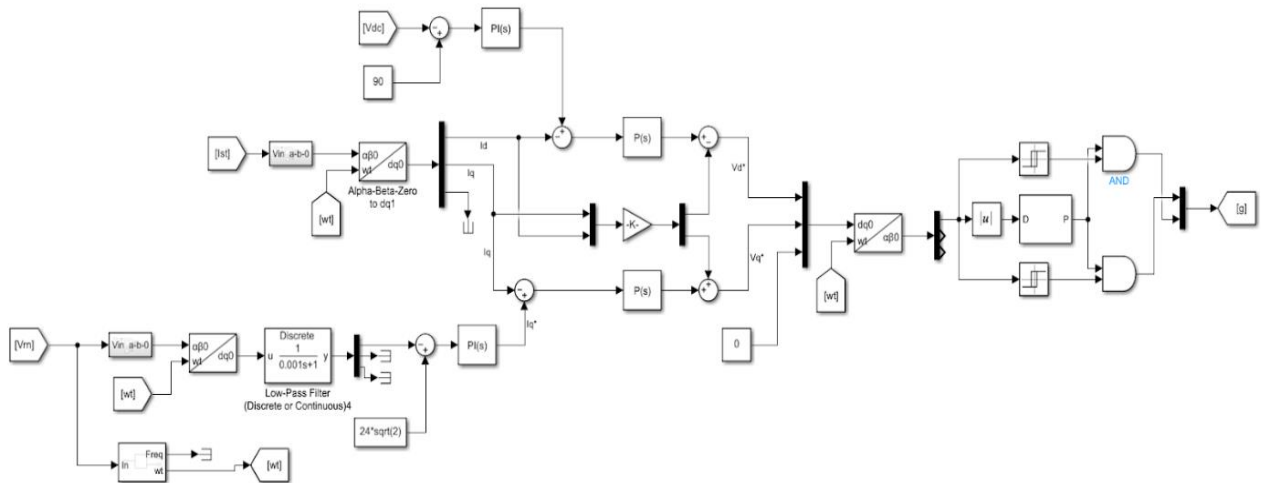 [Vdc]
PI(s)
90
[Ist]
Vin a-b-0
αβ0
wt
dq0
Alpha-Beta-Zero
to dq1
[wt]
Id
Iq
Iq
-K-
P(s)
P(s)
Vd*
Vq*
0
dq0
wt
αβ0
[wt]
|u|
D
P
AND
[g]
[Vm]
Vin a-b-0
αβ0
wt
dq0
[wt]
Discrete
u
1
0.001s+1
y
Low-Pass Filter
(Discrete or Continuous)4
24*sqrt(2)
PI(s)
Iq*
In
Freq
wt
[wt]